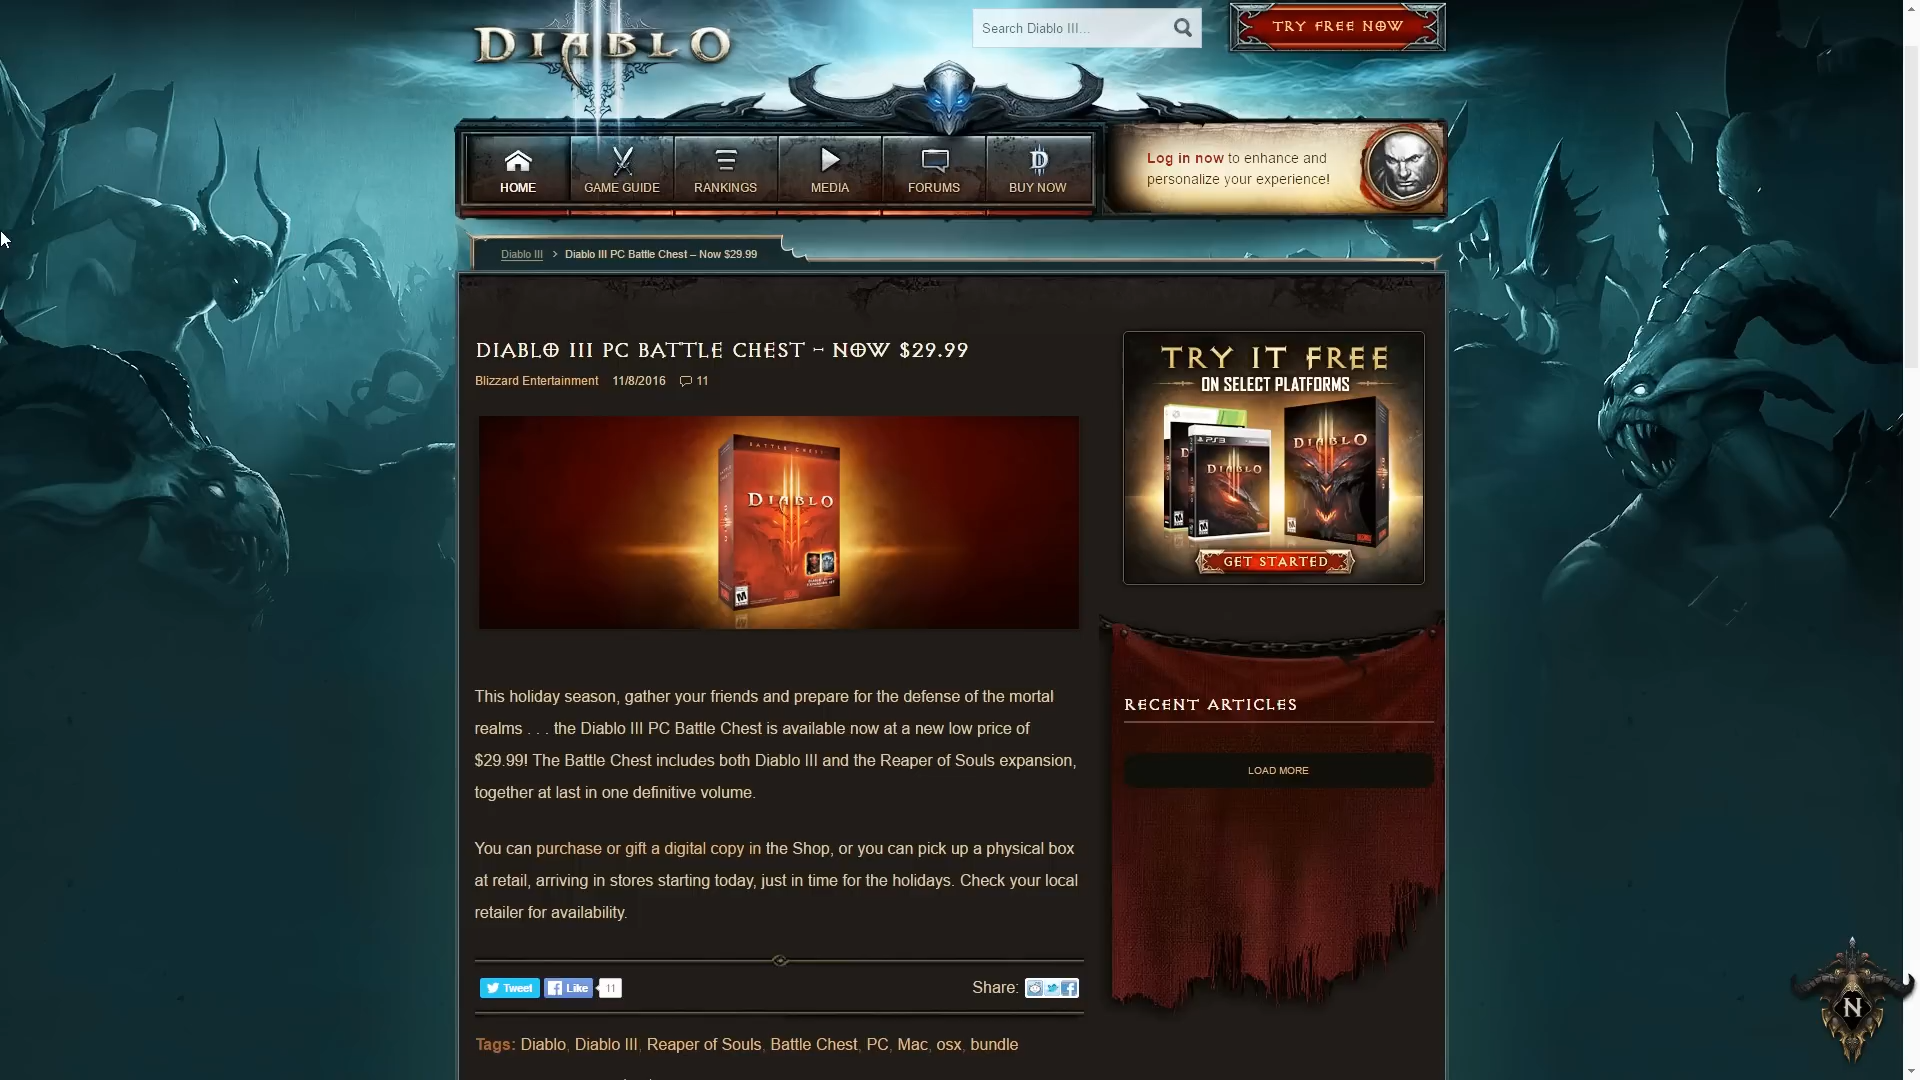 DIABLO
Search Diablo III...
TRY FREE NOW
HOME
GAME GUIDE
RANKINGS
MEDIA
FORUMS
BUY NOW
Log in now to enhance and
personalize your experience!
Diablo III > Diablo III PC Battle Chest – Now $29.99
DIABLO III PC BATTLE CHEST – NOW $29.99
Blizzard Entertainment 11/8/2016 11
BATTLE CHEST
DIABLO
M
TRY IT FREE
ON SELECT PLATFORMS
PS3
DIABLO
DIABLO
M
M
M
GET STARTED
This holiday season, gather your friends and prepare for the defense of the mortal
realms . . . the Diablo III PC Battle Chest is available now at a new low price of
$29.99! The Battle Chest includes both Diablo III and the Reaper of Souls expansion,
together at last in one definitive volume.
You can purchase or gift a digital copy in the Shop, or you can pick up a physical box
at retail, arriving in stores starting today, just in time for the holidays. Check your local
retailer for availability.
RECENT ARTICLES
LOAD MORE
Tweet
Like
11
Share:
Tags: Diablo, Diablo III, Reaper of Souls, Battle Chest, PC, Mac, osx, bundle
N